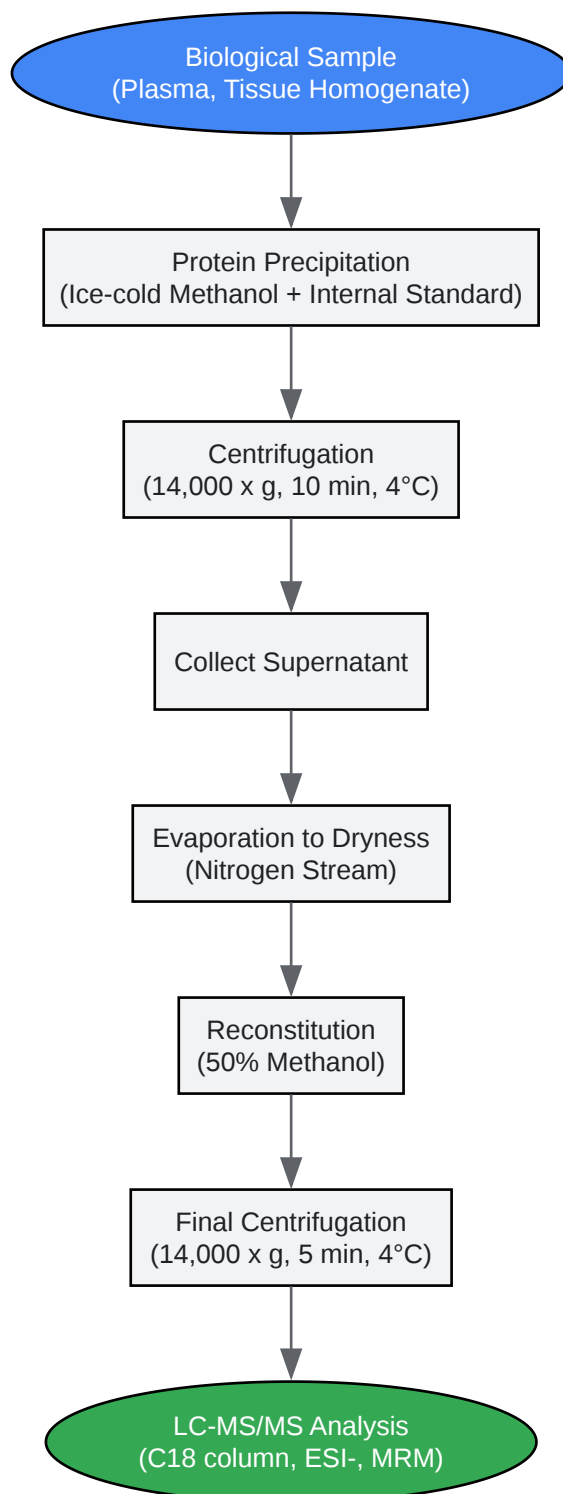 Biological Sample
(Plasma, Tissue Homogenate)
Protein Precipitation
(Ice-cold Methanol + Internal Standard)
Centrifugation
(14,000 x g, 10 min, 4°C)
Collect Supernatant
Evaporation to Dryness
(Nitrogen Stream)
Reconstitution
(50% Methanol)
Final Centrifugation
(14,000 x g, 5 min, 4°C)
LC-MS/MS Analysis
(C18 column, ESI-, MRM)